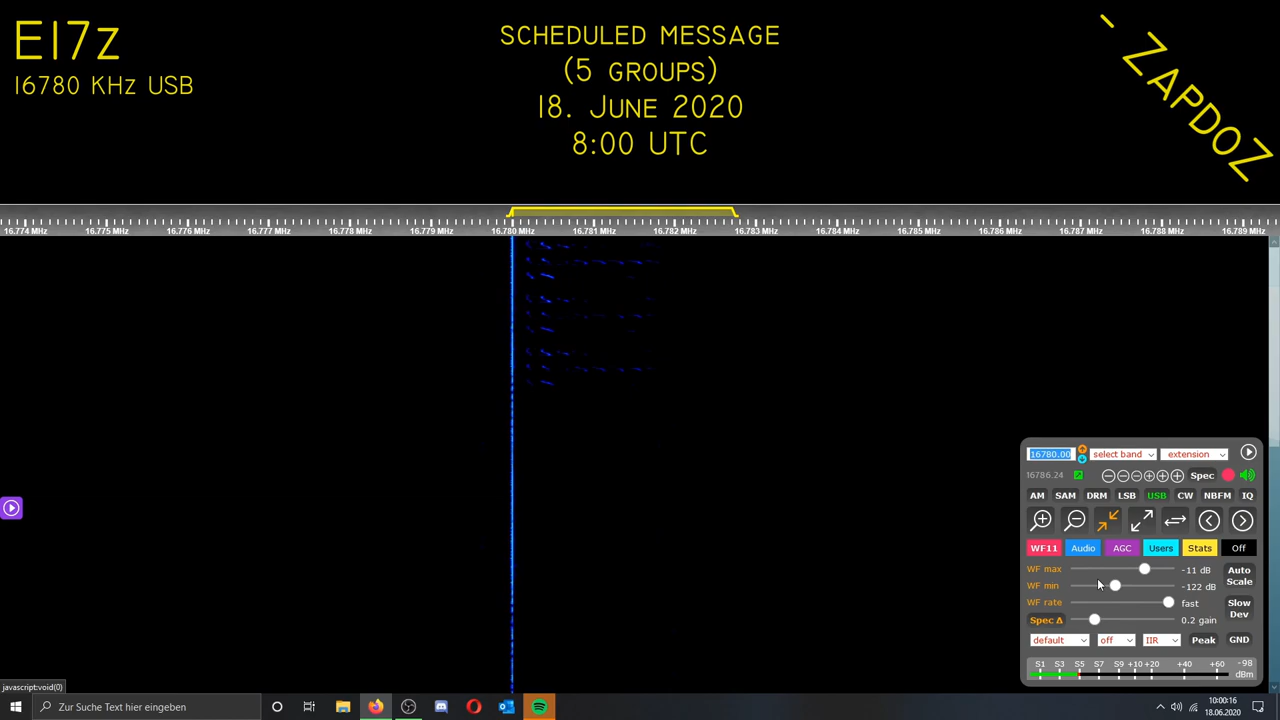 E17z
16780 KHz USB
SCHEDULED MESSAGE
(5 GROUPS)
18. June 2020
8:00 UTC
~ ZAPDOZ
16.774 MHz 16.775 MHz 16.776 MHz 16.777 MHz 16.778 MHz 16.779 MHz 16.780 MHz 16.781 MHz 16.782 MHz 16.783 MHz 16.784 MHz 16.785 MHz 16.786 MHz 16.787 MHz 16.788 MHz 16.789 MHz
16780.00 select band extension
16786.24 Spec
AM SAM DRM LSB USB CW NBFM IQ
WF11 Audio AGC Users Stats Off
WF max -11 dB Auto Scale
WF min -122 dB
WF rate fast Slow Dev
Spec Δ 0.2 gain
default off IIR Peak GND
S1 S3 S5 S7 S9 +10 +20 +40 +60 -98 dBm
javascript:void(0)
Zur Suche Text hier eingeben
10:00:16
18.06.2020